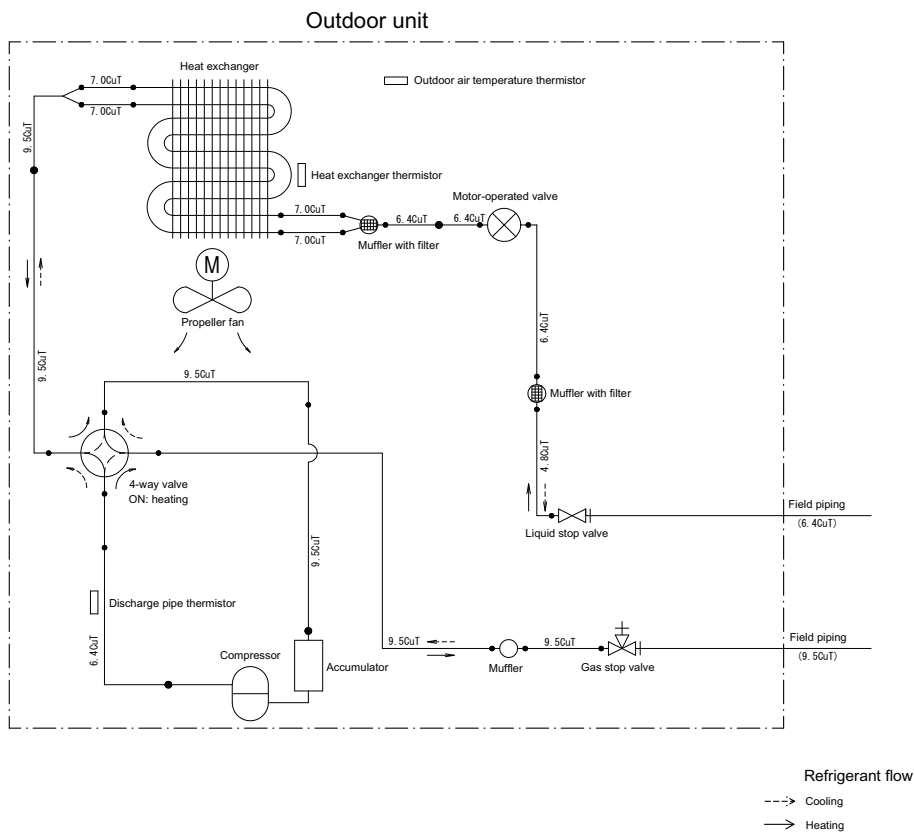 Outdoor unit
Heat exchanger
Outdoor air temperature thermistor
7.0CuT
7.0CuT
9.5CuT
Heat exchanger thermistor
Motor-operated valve
7.0CuT
7.0CuT
6.4CuT
6.4CuT
Muffler with filter
M
Propeller fan
6.4CuT
9.5CuT
9.5CuT
Muffler with filter
4.8CuT
4-way valve
ON: heating
Field piping
(6.4CuT)
Liquid stop valve
9.5CuT
Discharge pipe thermistor
6.4CuT
Compressor
Accumulator
9.5CuT
Muffler
9.5CuT
Gas stop valve
Field piping
(9.5CuT)
Refrigerant flow
Cooling
Heating